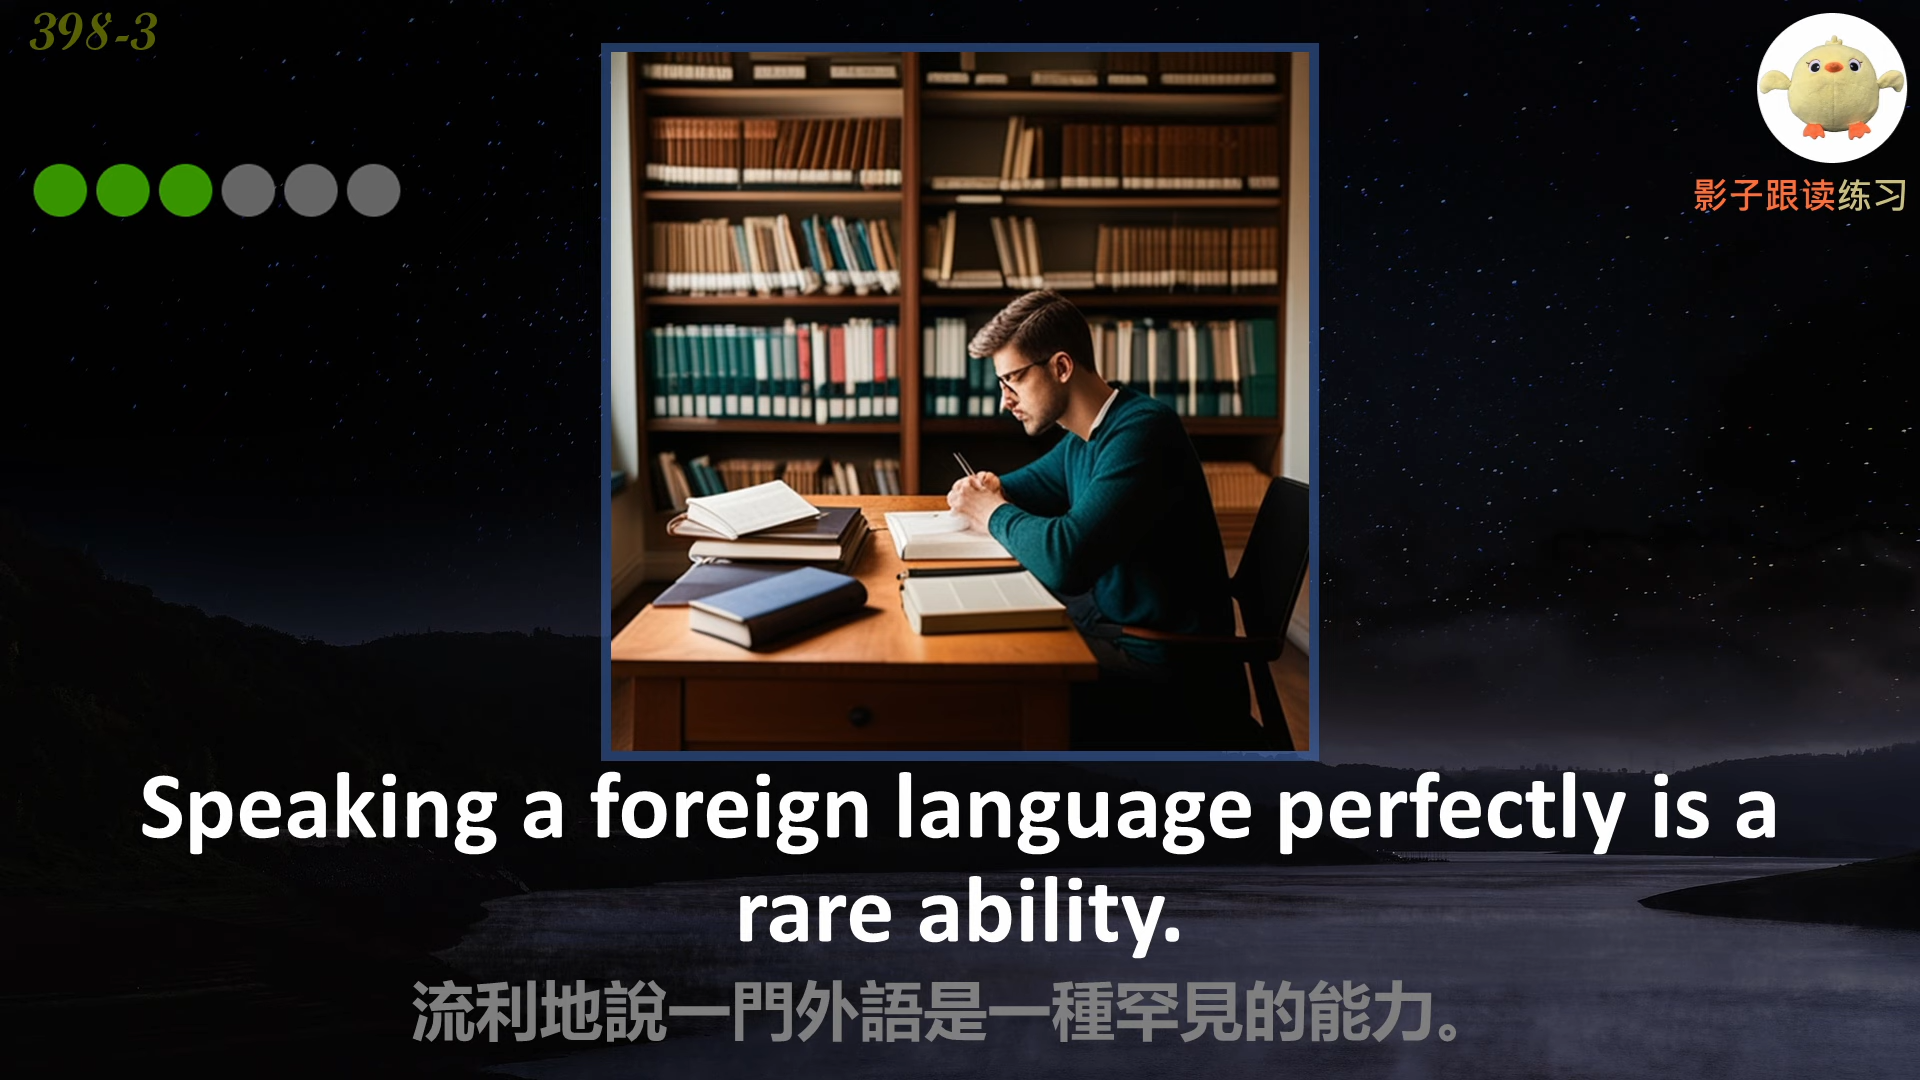 398-3
影子跟读练习
Speaking a foreign language perfectly is a
rare ability.
流利地說一門外語是一種罕見的能力。